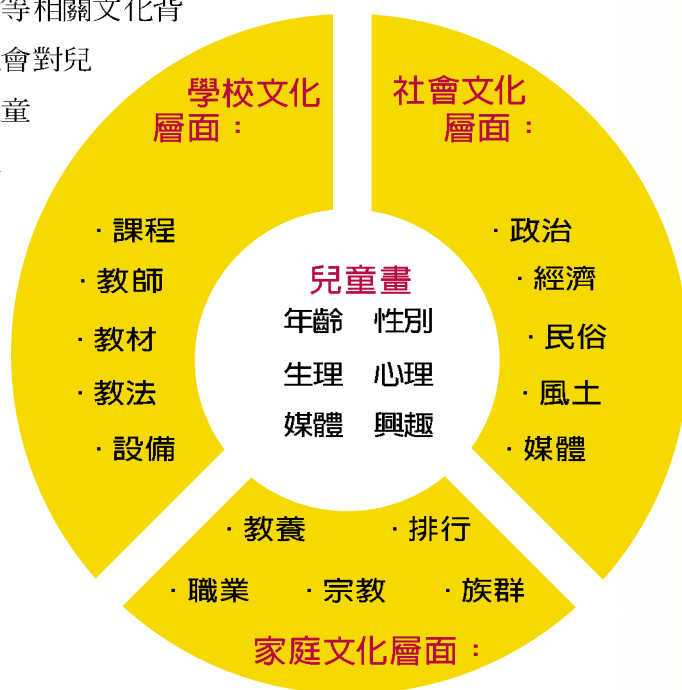 等相關文化背
會對兒
童
學校文化
層面：
・課程
・教師
・教材
・教法
・設備
社會文化
層面：
・政治
・經濟
・民俗
・風土
・媒體
兒童畫
年齡 性別
生理 心理
媒體 興趣
・教養 ・排行
・職業 ・宗教 ・族群
家庭文化層面：